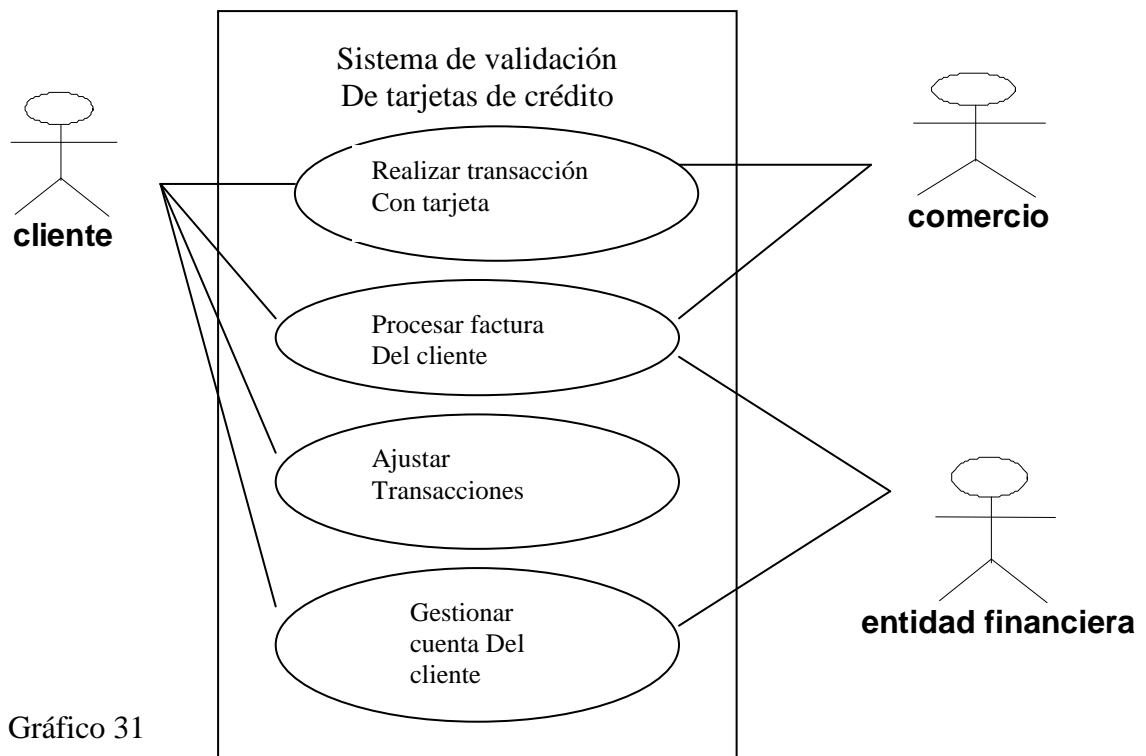 Sistema de validación
De tarjetas de crédito
Realizar transacción
Con tarjeta
cliente
comercio
Procesar factura
Del cliente
Ajustar
Transacciones
Gestionar
cuenta Del
cliente
entidad financiera
Gráfico 31